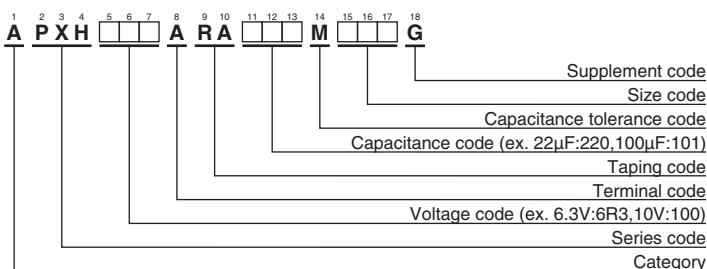 1 2 3 4 5 6 7 8 9 10 11 12 13 14 15 16 17 18
A P X H □□□ A R A □□□ M □□□ G
Supplement code
Size code
Capacitance tolerance code
Capacitance code (ex. 22µF:220,100µF:101)
Taping code
Terminal code
Voltage code (ex. 6.3V:6R3,10V:100)
Series code
Category